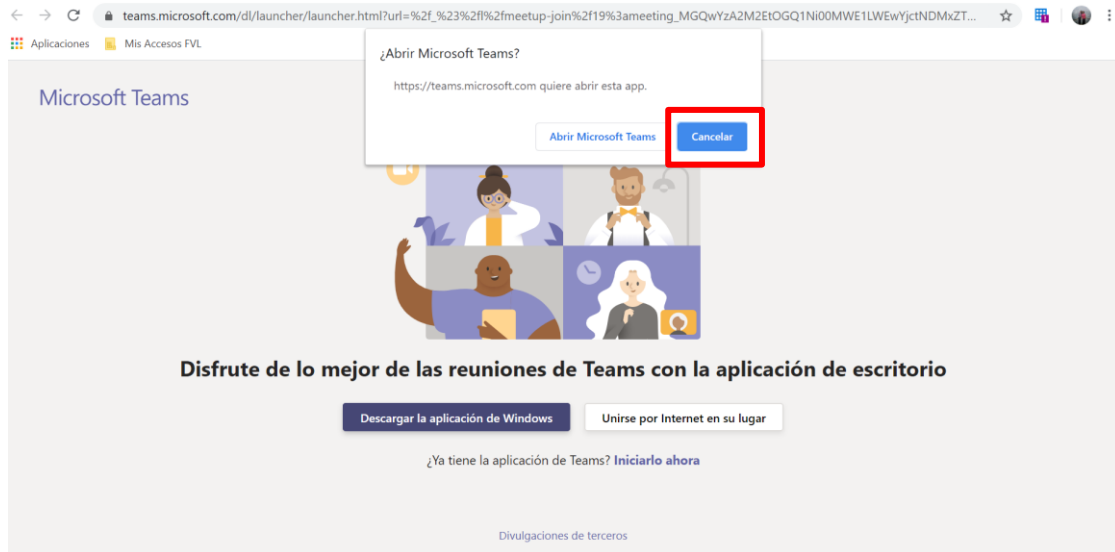 teams.microsoft.com/dl/launcher/launcher.html?url=%2f_%23%2fl%2fmeetup-join%2f19%3ameeting_MGQwYzA2M2EtOGQ1Ni00MWE1LWEwYjctNDMxZT...
Aplicaciones Mis Accesos FVL
¿Abrir Microsoft Teams?
https://teams.microsoft.com quiere abrir esta app.
Abrir Microsoft Teams Cancelar
Microsoft Teams
Disfrute de lo mejor de las reuniones de Teams con la aplicación de escritorio
Descargar la aplicación de Windows Unirse por Internet en su lugar
¿Ya tiene la aplicación de Teams? Iniciarlo ahora
Divulgaciones de terceros